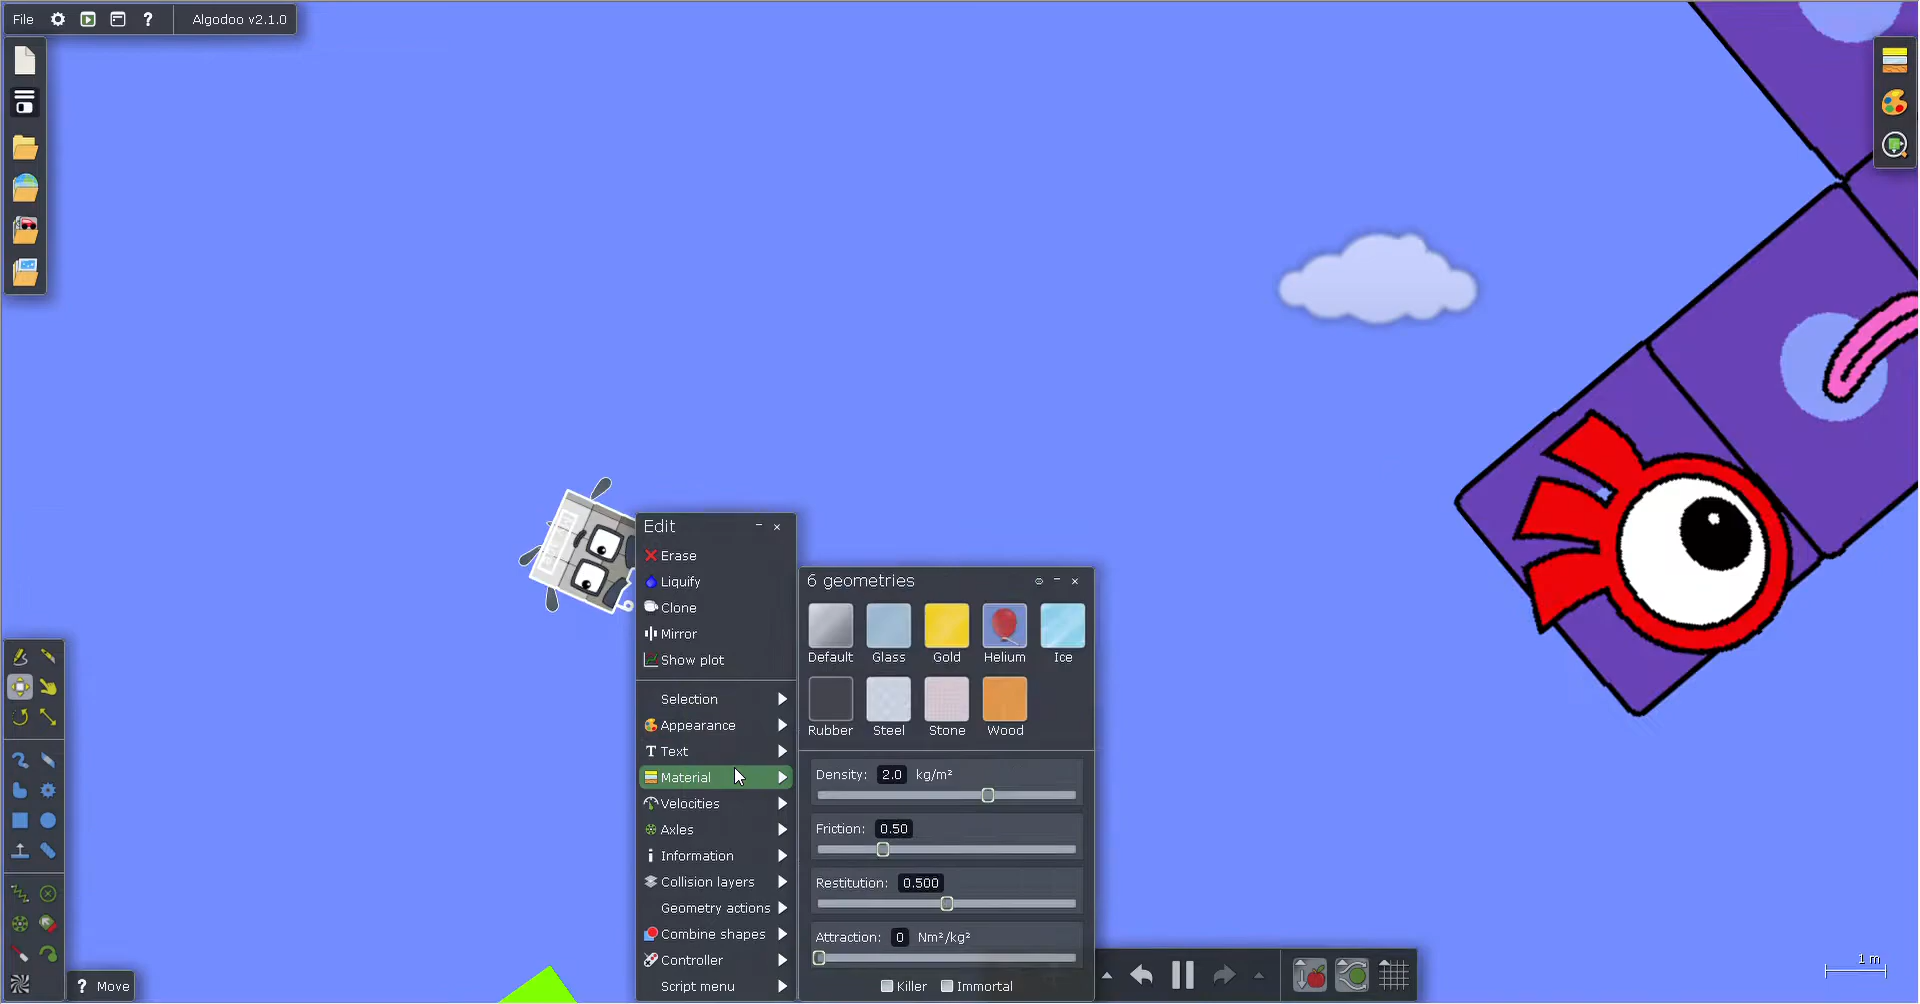 File ? Algodoo v2.1.0
Edit
Erase
Liquify
Clone
Mirror
Show plot
Selection
Appearance
T Text
Material
Velocities
Axles
Information
Collision layers
Geometry actions
Combine shapes
Controller
Script menu
6 geometries
Default Glass Gold Helium Ice
Rubber Steel Stone Wood
Density: 2.0 kg/m²
Friction: 0.50
Restitution: 0.500
Attraction: 0 Nm²/kg²
Killer Immortal
? Move
1 m